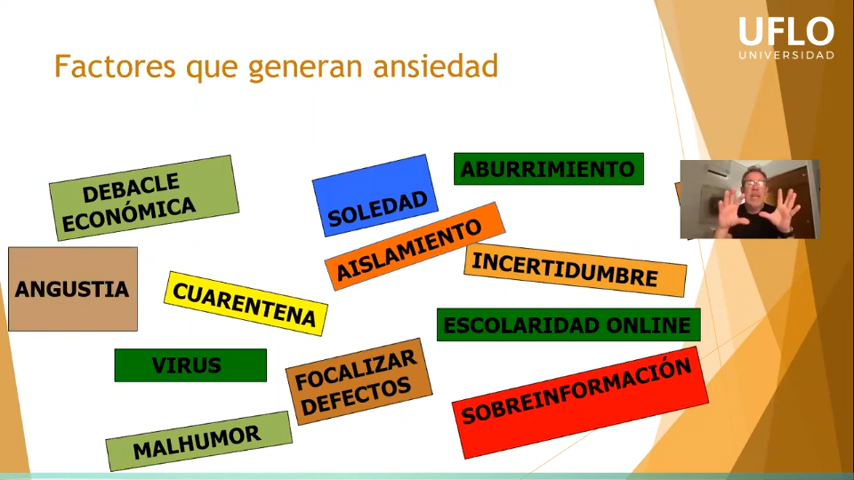 UFLO
UNIVERSIDAD
Factores que generan ansiedad
DEBACLE
ECONÓMICA
SOLEDAD
ABURRIMIENTO
AISLAMIENTO
ANGUSTIA
CUARENTENA
INCERTIDUMBRE
ESCOLARIDAD ONLINE
VIRUS
FOCALIZAR
DEFECTOS
SOBREINFORMACIÓN
MALHUMOR